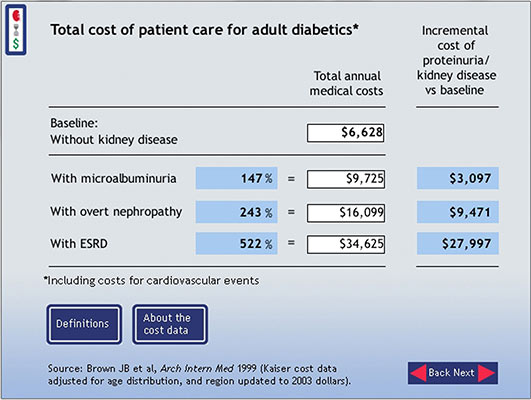 Total cost of patient care for adult diabetics*
Incremental
cost of
proteinuria/
kidney disease
vs baseline
Total annual
medical costs
Baseline:
Without kidney disease
$6,628
With microalbuminuria 147 % = $9,725 $3,097
With overt nephropathy 243 % = $16,099 $9,471
With ESRD 522 % = $34,625 $27,997
*Including costs for cardiovascular events
Definitions
About the
cost data
Source: Brown JB et al, Arch Intern Med 1999 (Kaiser cost data
adjusted for age distribution, and region updated to 2003 dollars).
Back Next